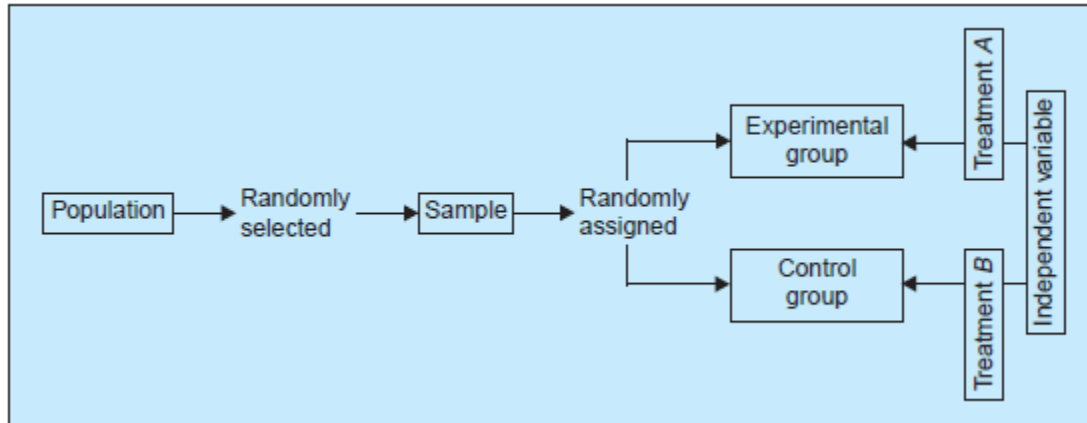 Population
Randomly
selected
Sample
Randomly
assigned
Experimental
group
Control
group
Treatment A
Treatment B
Independent variable